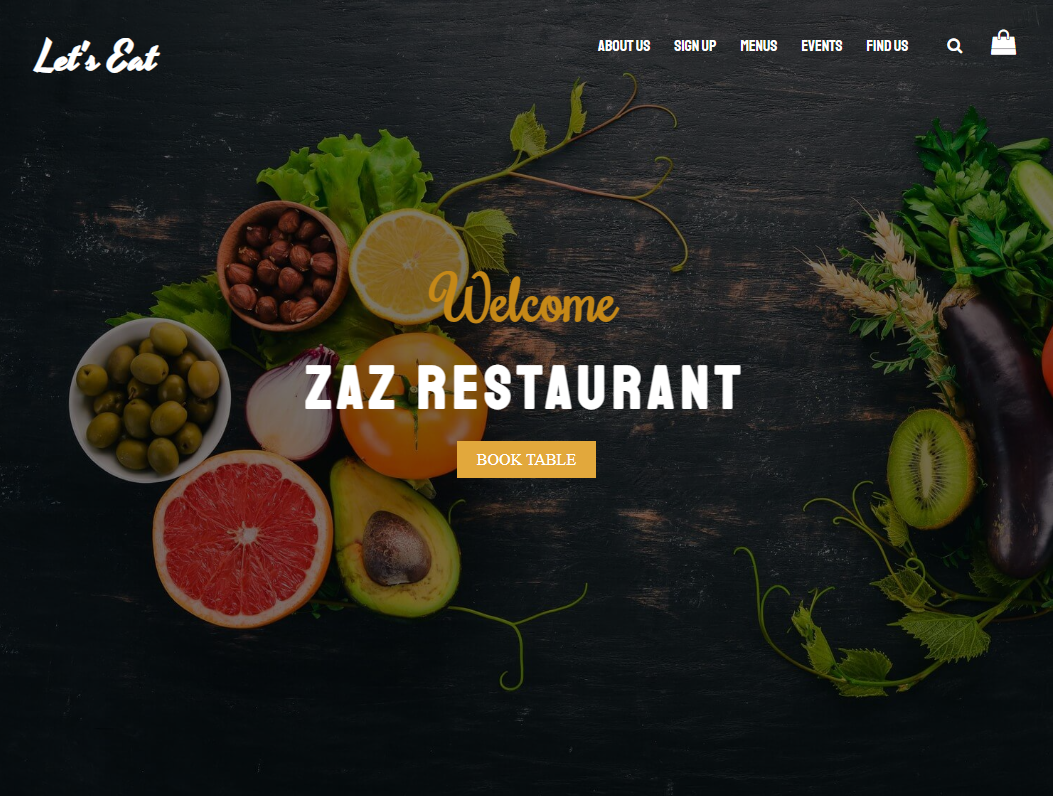 Let's Eat
ABOUT US SIGN UP MENUS EVENTS FIND US
Welcome
ZAZ RESTAURANT
BOOK TABLE